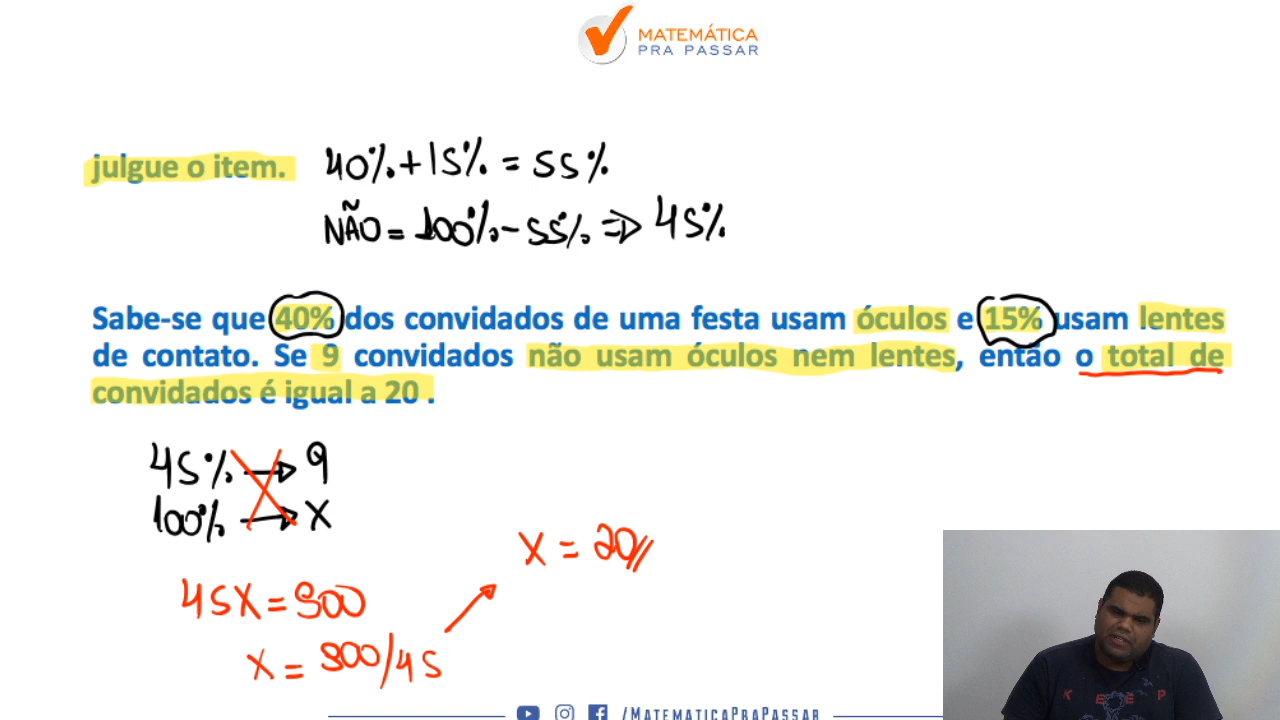 MATEMÁTICA
PRA PASSAR
julgue o item.
40% + 15% = 55%
NÃO = 100% - 55% => 45%
Sabe-se que 40% dos convidados de uma festa usam óculos e 15% usam lentes
de contato. Se 9 convidados não usam óculos nem lentes, então o total de
convidados é igual a 20 .
45% → 9
100% → X
X = 20//
45X = 900
X = 900/45
KEEP
/MATEMATICAPRAPASSAR